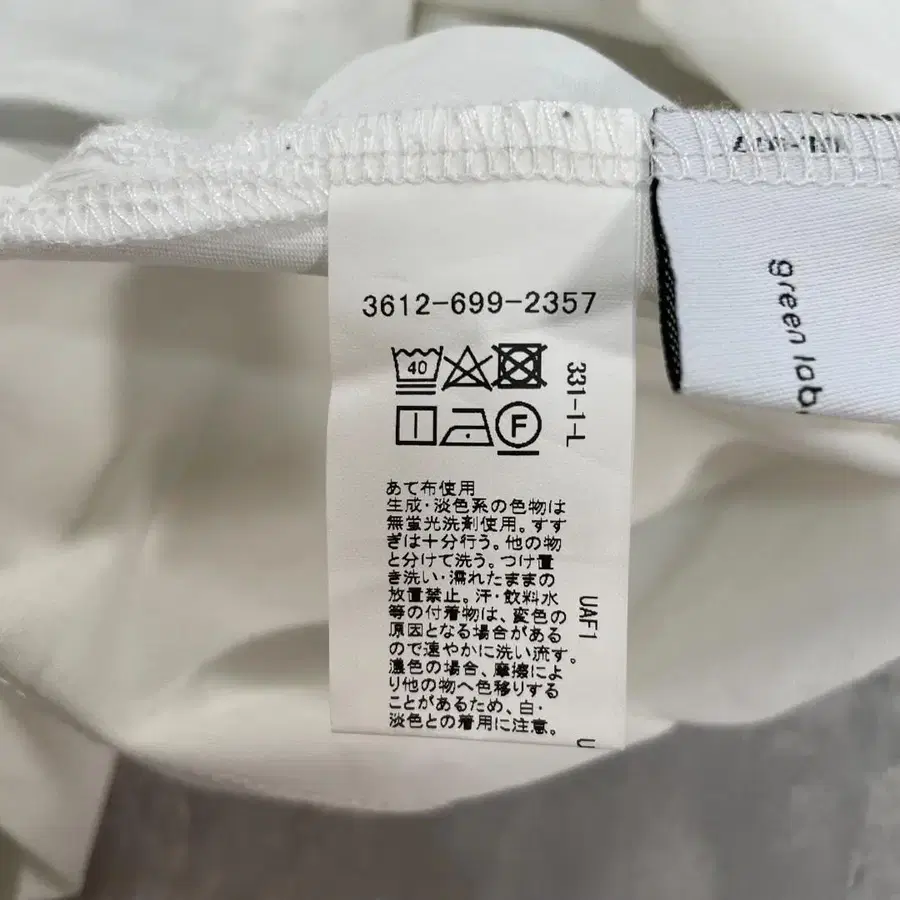 3612-699-2357
40
F
331-1-L
あて布使用
生成・淡色系の色物は
無蛍光洗剤使用。すす
ぎは十分行う。他の物
と分けて洗う。つけ置
き洗い・濡れたままの
放置禁止。汗・飲料水
等の付着物は、変色の
原因となる場合がある
ので速やかに洗い流す。
濃色の場合、摩擦によ
り他の物へ色移りする
ことがあるため、白・
淡色との着用に注意。
UAF1
U
green